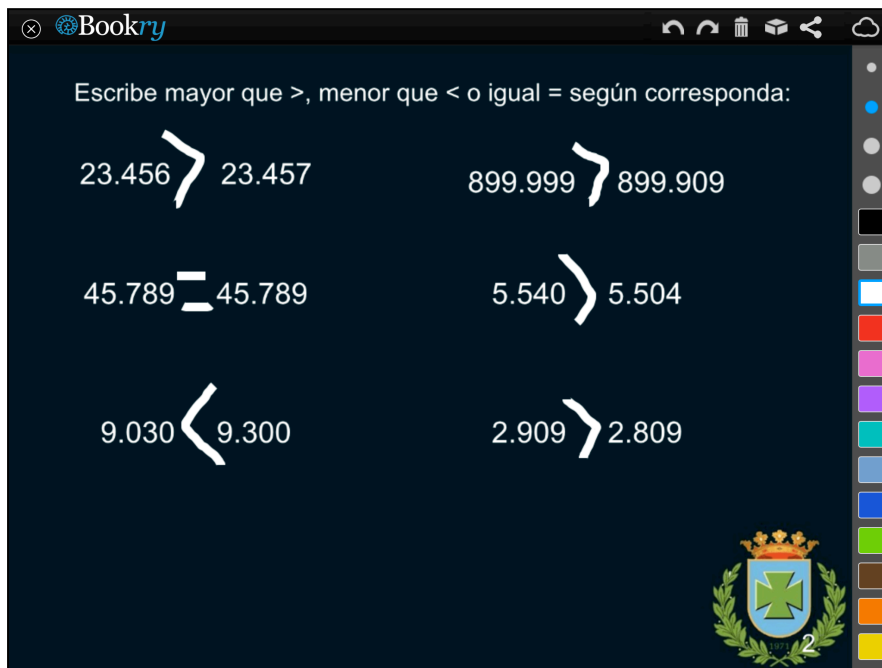 Bookry
Escribe mayor que >, menor que < o igual = según corresponda:
23.456 > 23.457
899.999 > 899.909
45.789 = 45.789
5.540 > 5.504
9.030 < 9.300
2.909 > 2.809
1971
2